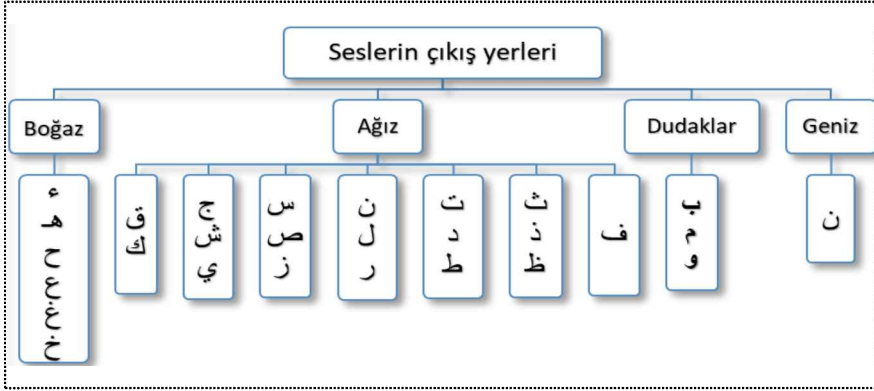 Seslerin çıkış yerleri
Boğaz
Ağız
Dudaklar
Geniz
ء
هـ
ح
ع
غ
خ
ق
ك
ج
ش
ي
س
ص
ز
ن
ل
ر
ت
د
ط
ث
ذ
ظ
ف
ب
م
و
ن